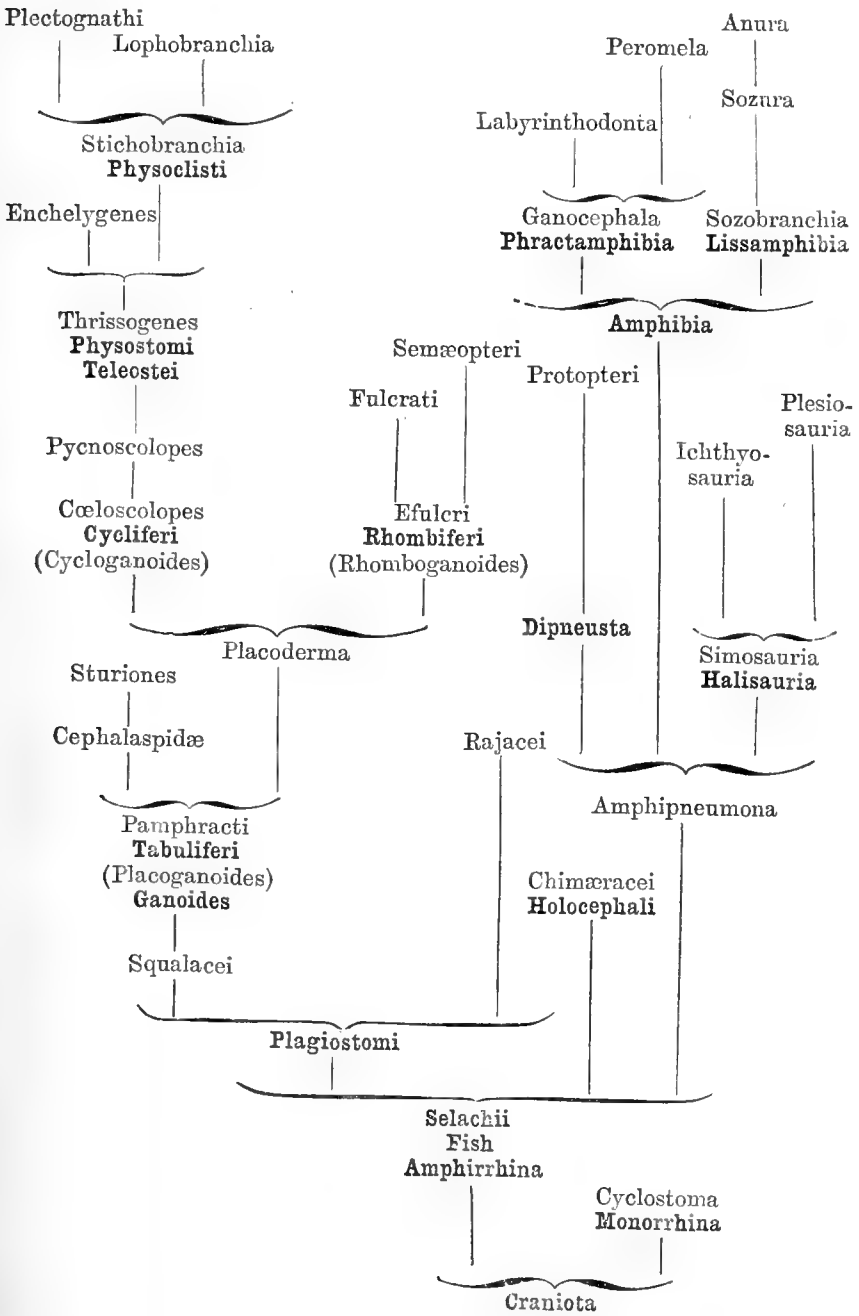 Plectognathi
Lophobranchia
Stichobranchia
Physoclisti
Enchelygenes
Thrissogenes
Physostomi
Teleostei
Pycnoscolopes
Cœloscolopes
Cycliferi
(Cycloganoides)
Semæopteri
Fulcrati
Efulcri
Rhombiferi
(Rhomboganoides)
Placoderma
Sturiones
Cephalaspidæ
Pamphracti
Tabuliferi
(Placoganoides)
Ganoides
Squalacei
Rajacei
Plagiostomi
Anura
Peromela
Sozura
Labyrinthodonta
Ganocephala
Phractamphibia
Sozobranchia
Lissamphibia
Amphibia
Protopteri
Plesio-
sauria
Ichthyo-
sauria
Dipneusta
Simosauria
Halisauria
Amphipneumona
Chimæracei
Holocephali
Selachii
Fish
Amphirrhina
Cyclostoma
Monorrhina
Craniota